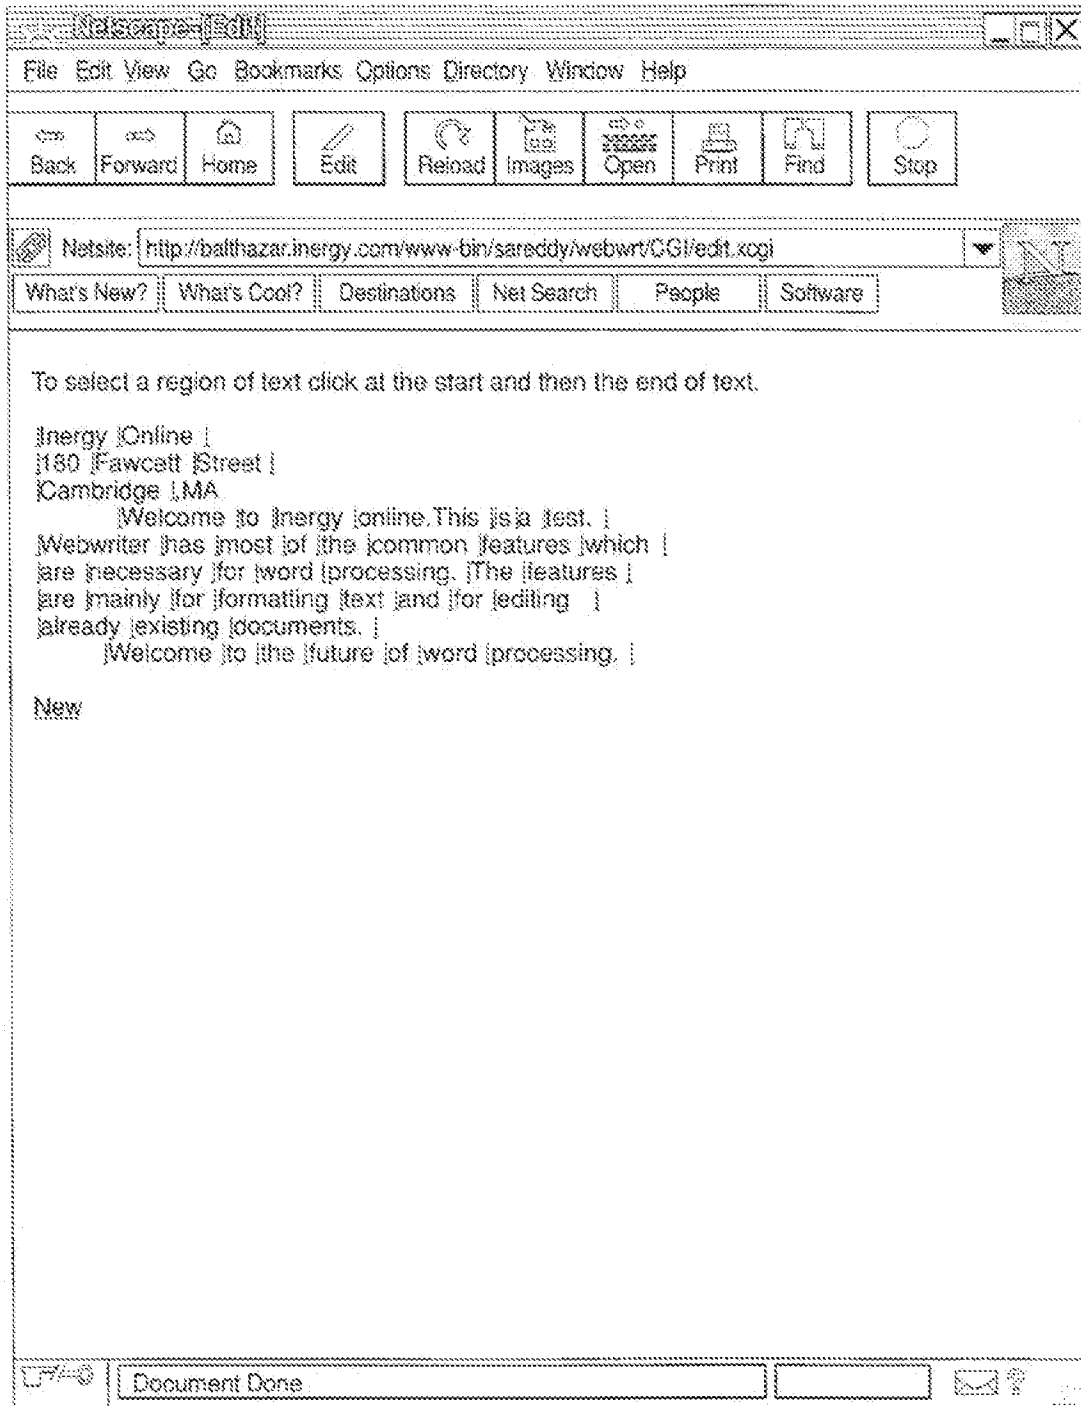 Netscape-[Edit]
File Edit View Go Bookmarks Options Directory Window Help
Back Forward Home Edit Reload Images Open Print Find Stop
Netsite: http://balthazar.inergy.com/www-bin/sareddy/webwrt/CGI/edit.xcgi
N
What's New? What's Cool? Destinations Net Search People Software
To select a region of text click at the start and then the end of text.
|Inergy |Online |
|180 |Fawcett |Street |
|Cambridge |,MA
|Welcome |to |Inergy |online.This |is|a |test. |
|Webwriter |has |most |of |the |common |features |which |
|are |necessary |for |word |processing. |The |features |
|are |mainly |for |formatting |text |and |for |editing |
|already |existing |documents. |
|Welcome |to |the |future |of |word |processing. |
New
Document Done